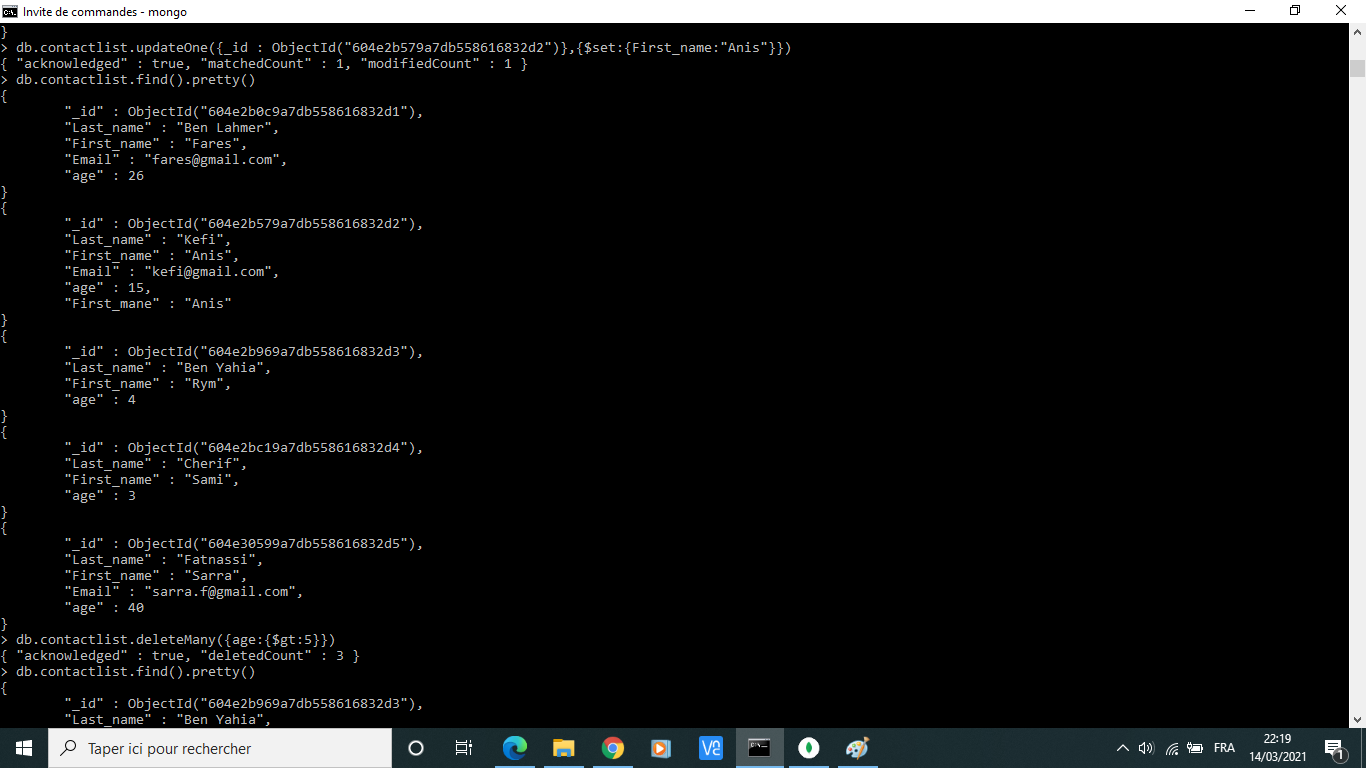 Invite de commandes - mongo
}
> db.contactlist.updateOne({_id : ObjectId("604e2b579a7db558616832d2")},{$set:{First_name:"Anis"}})
{ "acknowledged" : true, "matchedCount" : 1, "modifiedCount" : 1 }
> db.contactlist.find().pretty()
{
        "_id" : ObjectId("604e2b0c9a7db558616832d1"),
        "Last_name" : "Ben Lahmer",
        "First_name" : "Fares",
        "Email" : "fares@gmail.com",
        "age" : 26
}
{
        "_id" : ObjectId("604e2b579a7db558616832d2"),
        "Last_name" : "Kefi",
        "First_name" : "Anis",
        "Email" : "kefi@gmail.com",
        "age" : 15,
        "First_mane" : "Anis"
}
{
        "_id" : ObjectId("604e2b969a7db558616832d3"),
        "Last_name" : "Ben Yahia",
        "First_name" : "Rym",
        "age" : 4
}
{
        "_id" : ObjectId("604e2bc19a7db558616832d4"),
        "Last_name" : "Cherif",
        "First_name" : "Sami",
        "age" : 3
}
{
        "_id" : ObjectId("604e30599a7db558616832d5"),
        "Last_name" : "Fatnassi",
        "First_name" : "Sarra",
        "Email" : "sarra.f@gmail.com",
        "age" : 40
}
> db.contactlist.deleteMany({age:{$gt:5}})
{ "acknowledged" : true, "deletedCount" : 3 }
> db.contactlist.find().pretty()
{
        "_id" : ObjectId("604e2b969a7db558616832d3"),
        "Last_name" : "Ben Yahia",
Taper ici pour rechercher
FRA
22:19
14/03/2021
1